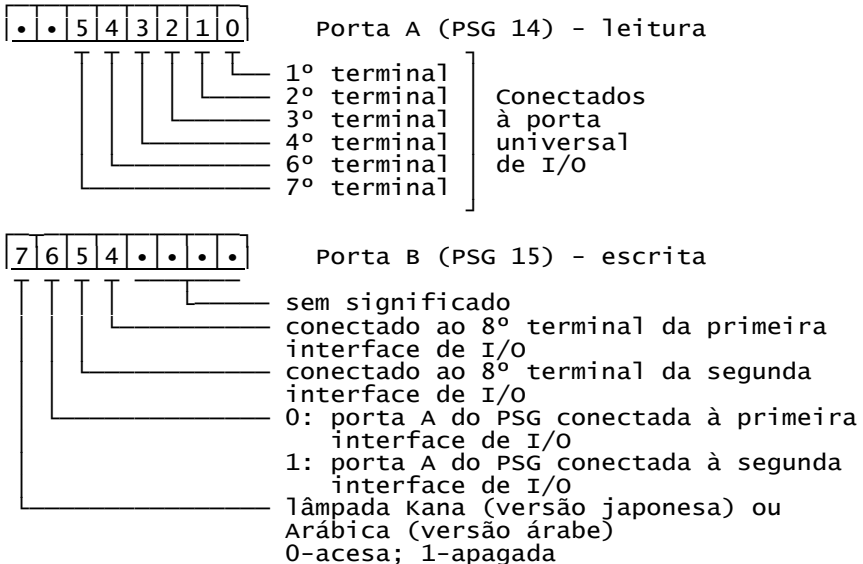 • • 5 4 3 2 1 0 Porta A (PSG 14) - leitura
1º terminal
2º terminal Conectados
3º terminal à porta
4º terminal universal
6º terminal de I/O
7º terminal
7 6 5 4 • • • • Porta B (PSG 15) - escrita
sem significado
conectado ao 8º terminal da primeira
interface de I/O
conectado ao 8º terminal da segunda
interface de I/O
0: porta A do PSG conectada à primeira
interface de I/O
1: porta A do PSG conectada à segunda
interface de I/O
lâmpada Kana (versão japonesa) ou
Arábica (versão árabe)
0-acesa; 1-apagada